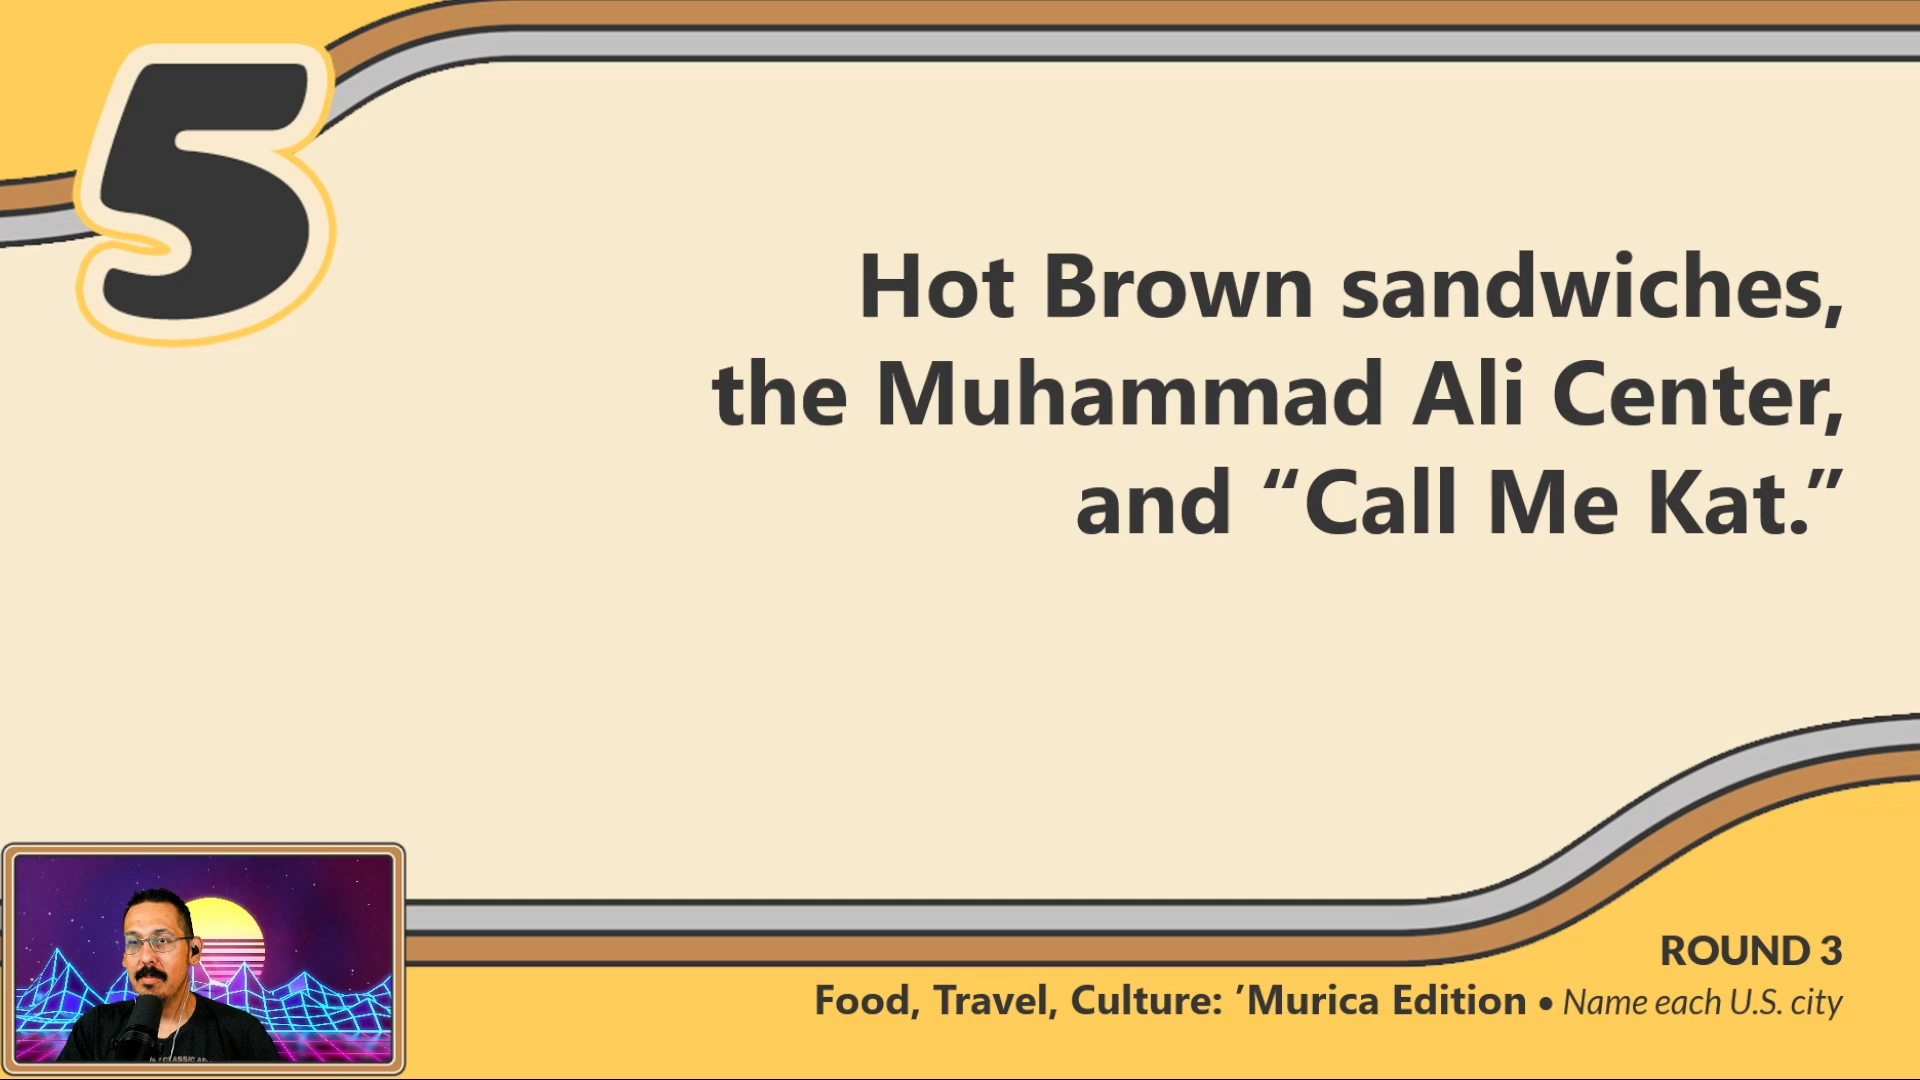 5
Hot Brown sandwiches,
the Muhammad Ali Center,
and “Call Me Kat.”
ROUND 3
Food, Travel, Culture: ’Murica Edition • Name each U.S. city